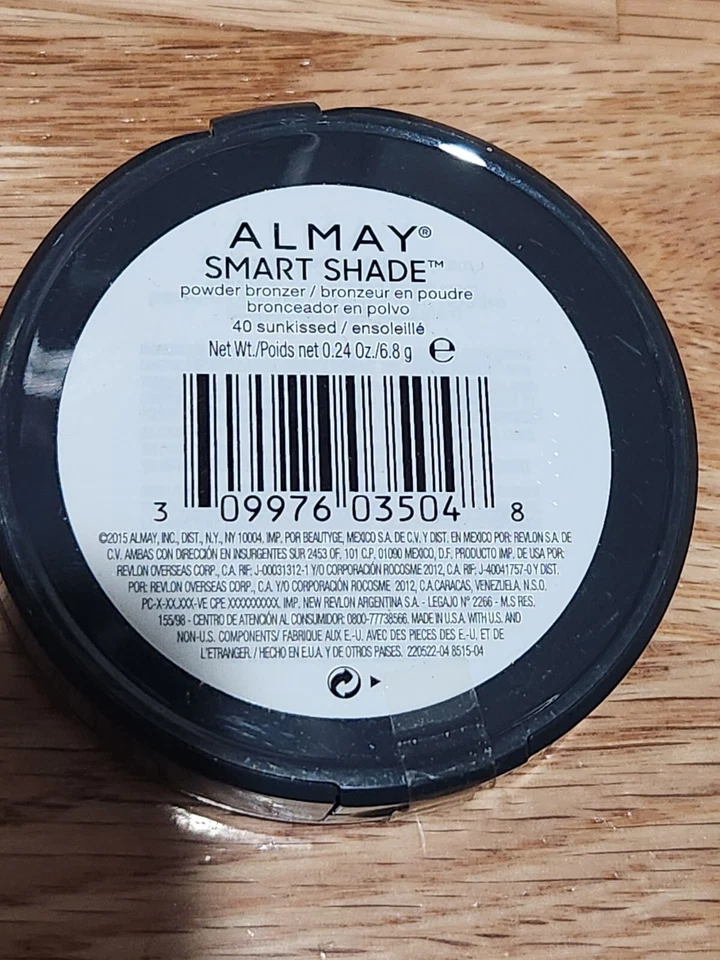 ALMAY®
SMART SHADE™
powder bronzer / bronzeur en poudre
bronceador en polvo
40 sunkissed / ensoleillé
Net Wt./Poids net 0.24 Oz./6.8 g ℮
3 09976 03504 8
©2015 ALMAY, INC., DIST., N.Y., NY 10004. IMP. POR BEAUTYGE, MEXICO S.A. DE C.V. Y DIST. EN MEXICO POR: REVLON S.A. DE
C.V. AMBAS CON DIRECCIÓN EN INSURGENTES SUR 2453 OF. 101 C.P. 01090 MEXICO, D.F. PRODUCTO IMP. DE USA POR:
REVLON OVERSEAS CORP., C.A. RIF: J-00031312-1 Y/O CORPORACIÓN ROCOSME 2012, C.A. RIF: J-40041757-0 Y DIST.
POR: REVLON OVERSEAS CORP., C.A. Y/O CORPORACIÓN ROCOSME 2012, C.A.CARACAS, VENEZUELA. N.S.O.
PC-X-XX.XXX-VE CPE XXXXXXXXXX. IMP. NEW REVLON ARGENTINA S.A. - LEGAJO Nº 2266 - M.S RES.
155/98 - CENTRO DE ATENCIÓN AL CONSUMIDOR: 0800-77738566. MADE IN U.S.A. WITH U.S. AND
NON-U.S. COMPONENTS/ FABRIQUE AUX E.-U. AVEC DES PIECES DES E.-U. ET DE
L'ETRANGER. / HECHO EN E.U.A. Y DE OTROS PAISES. 220522-04 8515-04